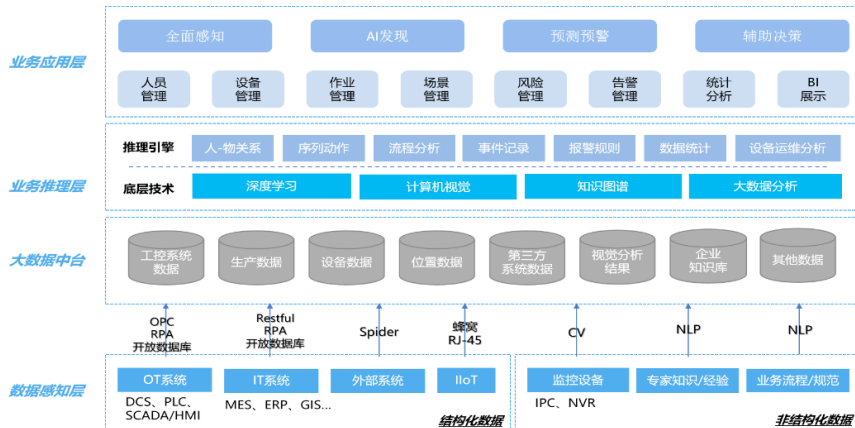 全面感知 AI发现 预测预警 辅助决策
业务应用层
人员 设备 作业 场景 风险 告警 统计 BI
管理 管理 管理 管理 管理 管理 分析 展示
推理引擎 人-物关系 序列动作 流程分析 事件记录 报警规则 数据统计 设备运维分析
业务推理层
底层技术 深度学习 计算机视觉 知识图谱 大数据分析
大数据中台
工控系统 生产数据 设备数据 位置数据 第三方 视觉分析 企业 其他数据
数据 系统数据 结果 知识库
OPC Restful Spider 蜂窝 CV NLP NLP
RPA RPA RJ-45
开放数据库 开放数据库
数据感知层
OT系统 IT系统 外部系统 IIoT 监控设备 专家知识/经验 业务流程/规范
DCS、PLC、 MES、ERP、GIS... IPC、NVR
SCADA/HMI
结构化数据 非结构化数据